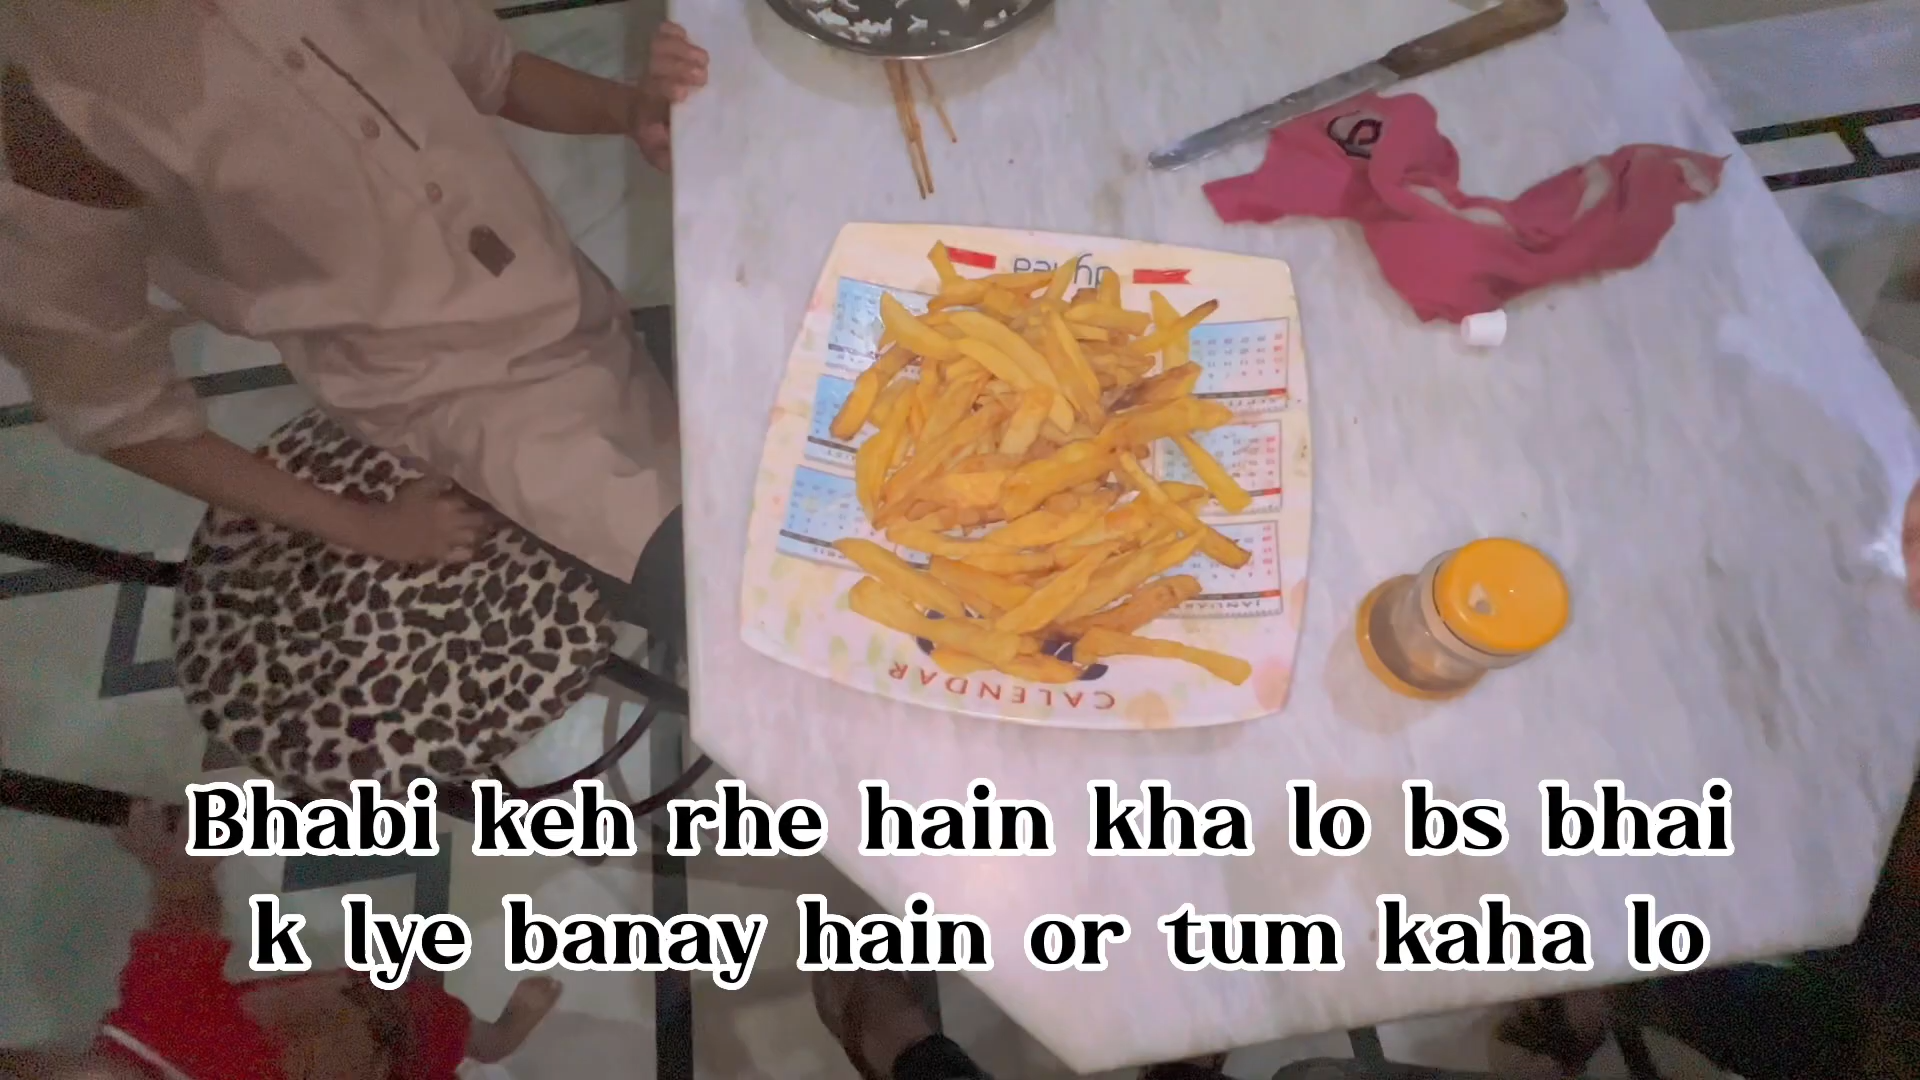 CALENDAR
Bhabi keh rhe hain kha lo bs bhai
k lye banay hain or tum kaha lo